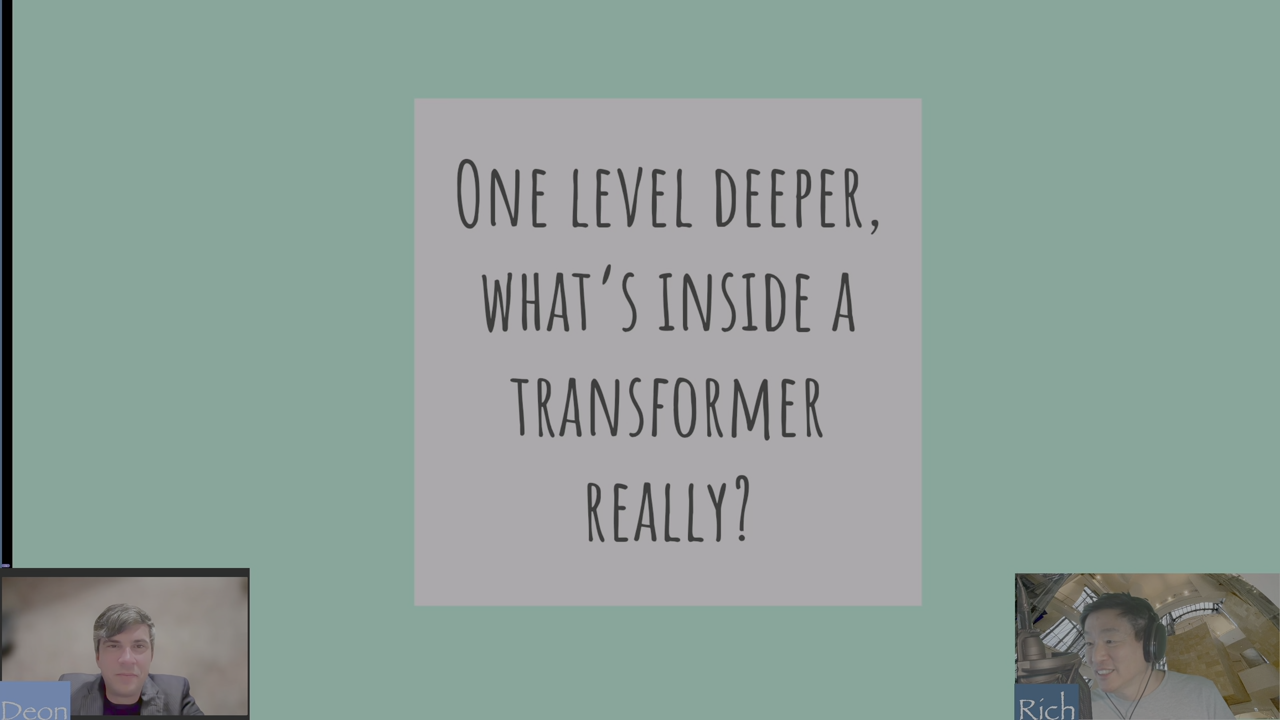 One level deeper,
what's inside a
transformer
really?
Deon
Rich